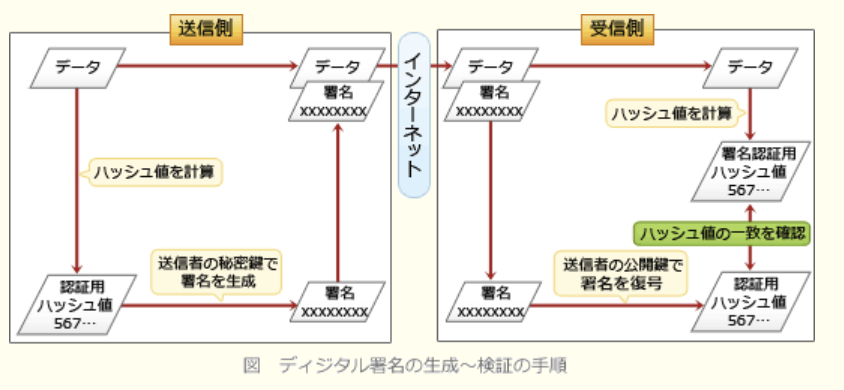 送信側
データ
データ
署名
XXXXXXXX
ハッシュ値を計算
送信者の秘密鍵で
署名を生成
認証用
ハッシュ値
567…
署名
XXXXXXXX
インターネット
受信側
データ
署名
XXXXXXXX
データ
ハッシュ値を計算
署名認証用
ハッシュ値
567…
ハッシュ値の一致を確認
送信者の公開鍵で
署名を復号
署名
XXXXXXXX
認証用
ハッシュ値
567…
図　ディジタル署名の生成～検証の手順